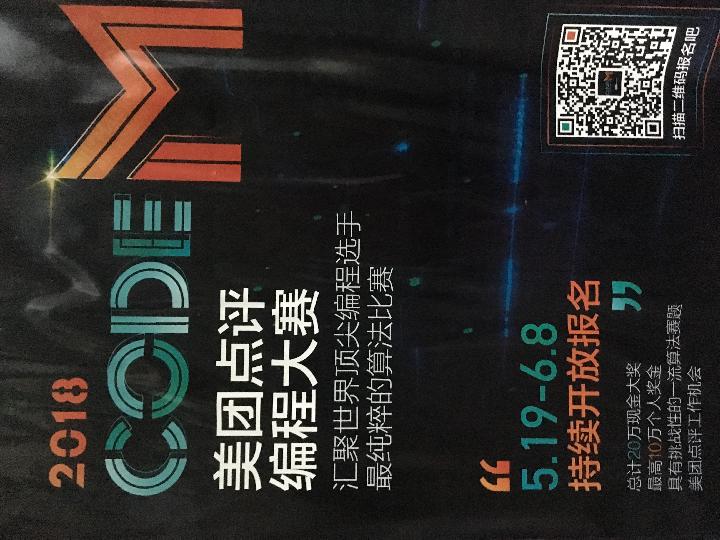 2018
CODE M
美团点评
编程大赛
汇聚世界顶尖编程选手
最纯粹的算法比赛
“
5.19-6.8
持续开放报名
”
总计20万现金大奖
最高10万个人奖金
具有挑战性的一流算法赛题
美团点评工作机会
扫描二维码报名吧